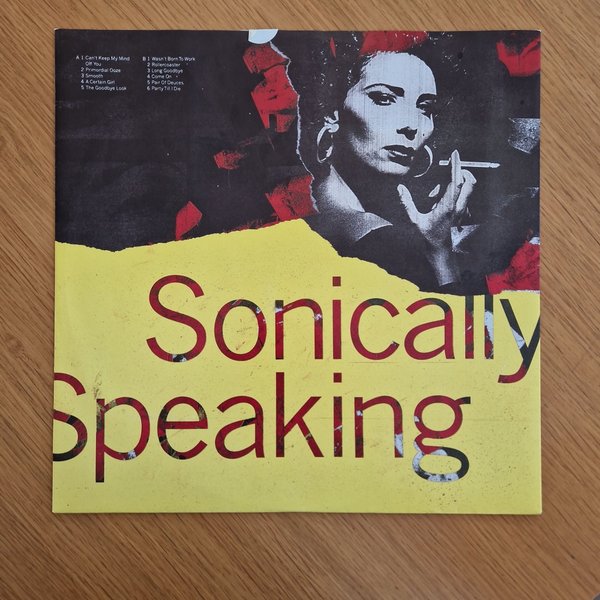 A 1 Can't Keep My Mind
Off You
2 Primordial Ooze
3 Smooth
4 A Certain Girl
5 The Goodbye Look
B 1 Wasn't Born To Work
2 Rollercoaster
3 Long Goodbye
4 Come On
5 Pair Of Deuces
6 Party Till I Die
Sonically
Speaking